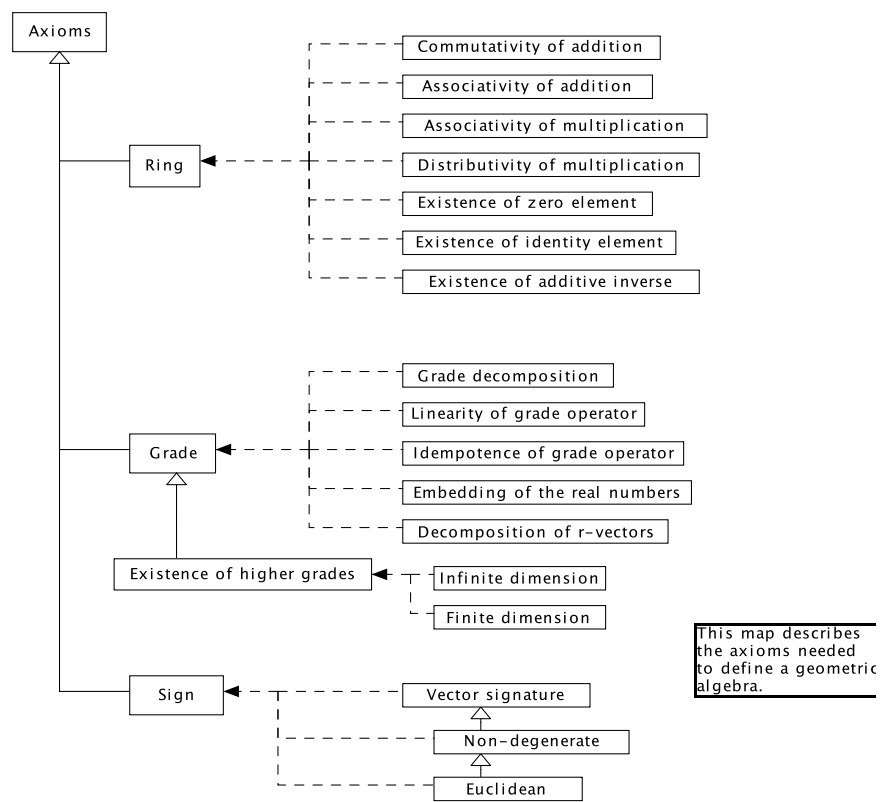 Axioms
Commutativity of addition
Associativity of addition
Associativity of multiplication
Ring
Distributivity of multiplication
Existence of zero element
Existence of identity element
Existence of additive inverse
Grade decomposition
Linearity of grade operator
Grade
Idempotence of grade operator
Embedding of the real numbers
Decomposition of r-vectors
Existence of higher grades
Infinite dimension
Finite dimension
This map describes
the axioms needed
to define a geometric
algebra.
Sign
Vector signature
Non-degenerate
Euclidean